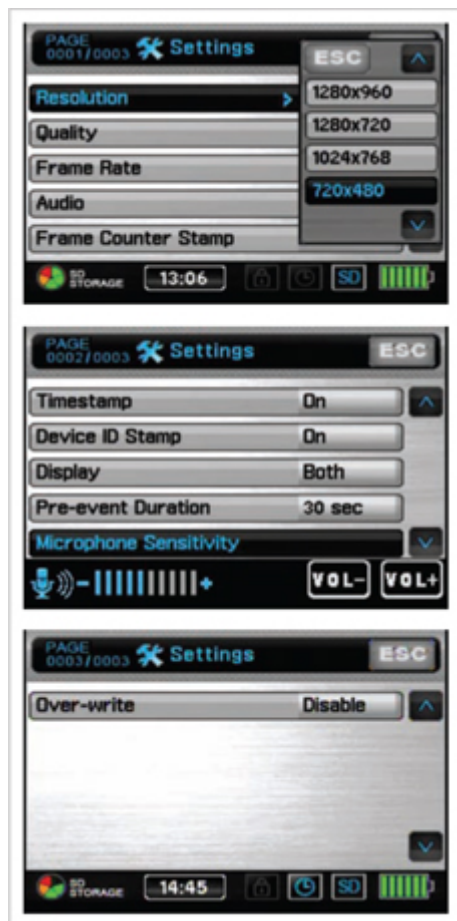 PAGE
0001/0003 Settings
ESC
Resolution >
1280x960
Quality
1280x720
Frame Rate
1024x768
Audio
720x480
Frame Counter Stamp
SD STORAGE 13:06 SD
PAGE
0002/0003 Settings ESC
Timestamp On
Device ID Stamp On
Display Both
Pre-event Duration 30 sec
Microphone Sensitivity
- + VOL- VOL+
PAGE
0003/0003 Settings ESC
Over-write Disable
SD STORAGE 14:45 SD